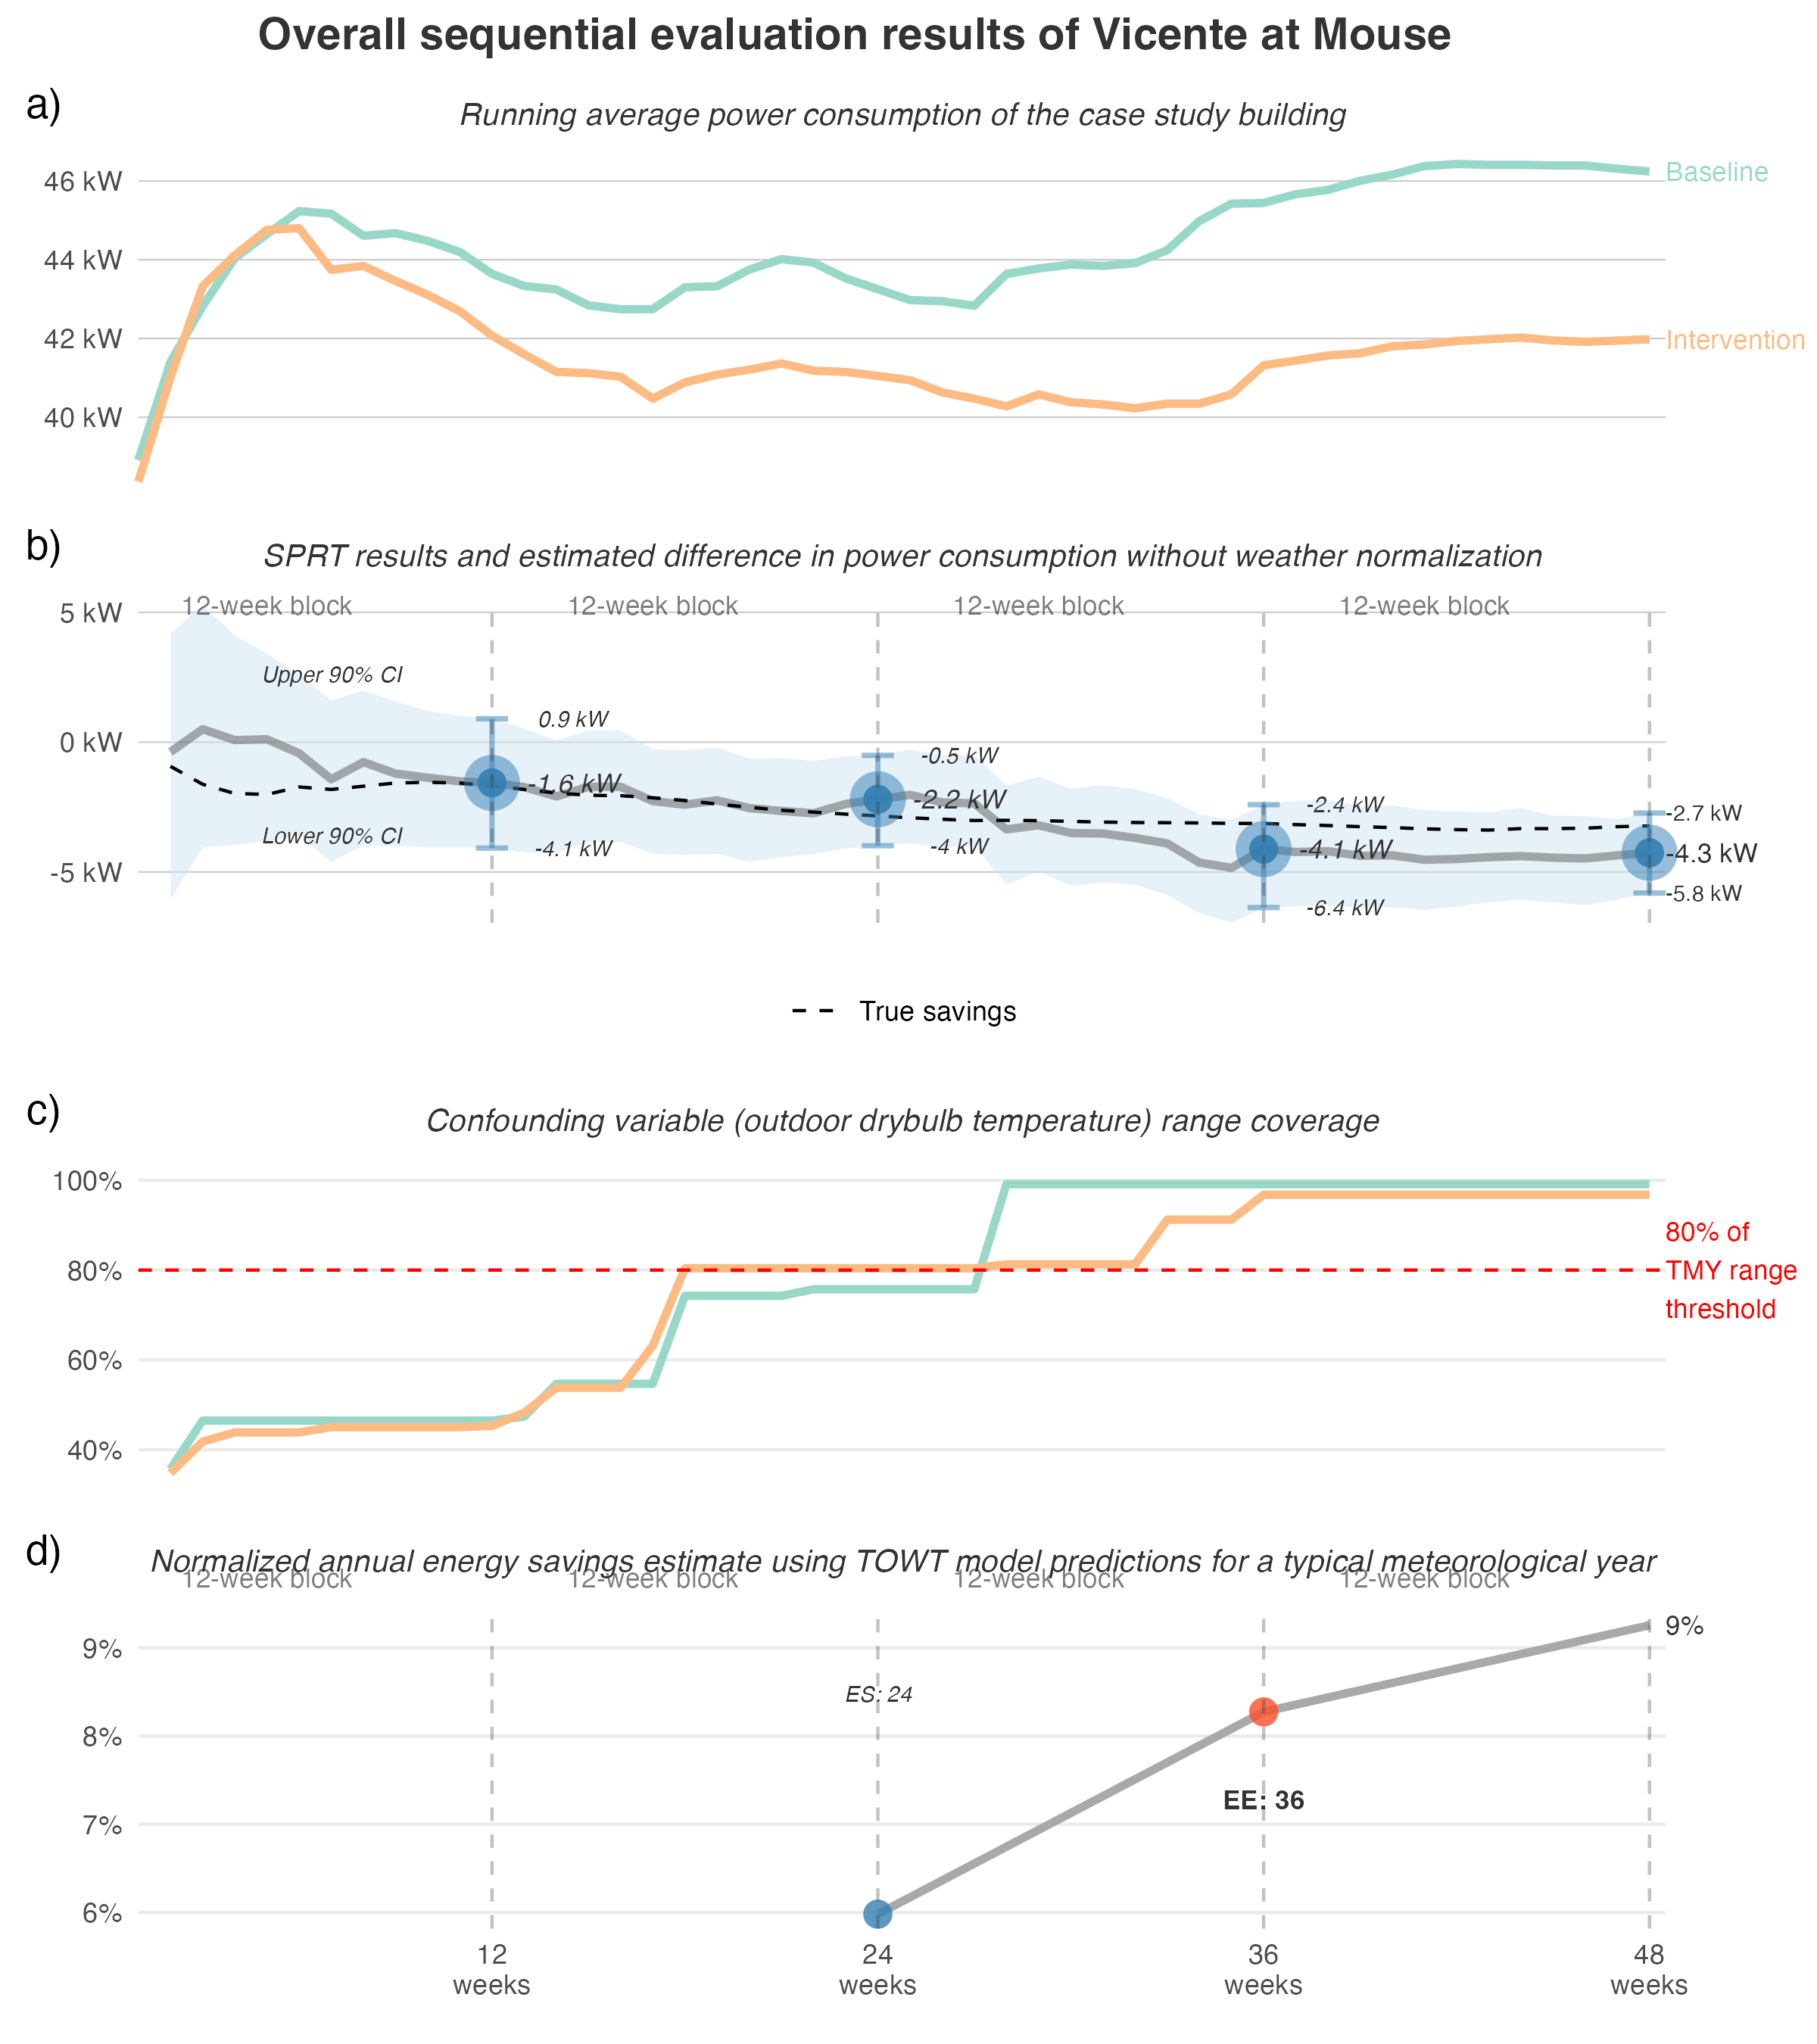 Overall sequential evaluation results of Vicente at Mouse
a)
Running average power consumption of the case study building
46 kW
44 kW
42 kW
40 kW
Baseline
Intervention
b)
SPRT results and estimated difference in power consumption without weather normalization
12-week block
12-week block
12-week block
12-week block
5 kW
0 kW
-5 kW
Upper 90% CI
Lower 90% CI
0.9 kW
-1.6 kW
-4.1 kW
-0.5 kW
-2.2 kW
-4 kW
-2.4 kW
-4.1 kW
-6.4 kW
-2.7 kW
-4.3 kW
-5.8 kW
True savings
c)
Confounding variable (outdoor drybulb temperature) range coverage
100%
80%
60%
40%
80% of
TMY range
threshold
d)
Normalized annual energy savings estimate using TOWT model predictions for a typical meteorological year
12-week block
12-week block
12-week block
12-week block
9%
8%
7%
6%
ES: 24
EE: 36
9%
12
weeks
24
weeks
36
weeks
48
weeks